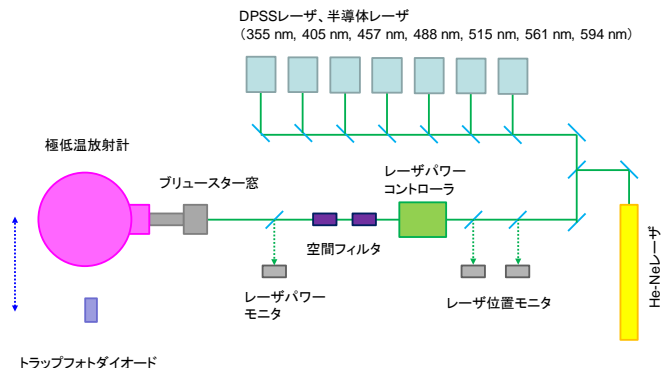 DPSSレーザ、半導体レーザ
(355 nm, 405 nm, 457 nm, 488 nm, 515 nm, 561 nm, 594 nm)
極低温放射計
ブリュースター窓
レーザパワー
コントローラ
空間フィルタ
レーザパワー
モニタ
レーザ位置モニタ
He-Neレーザ
トラップフォトダイオード